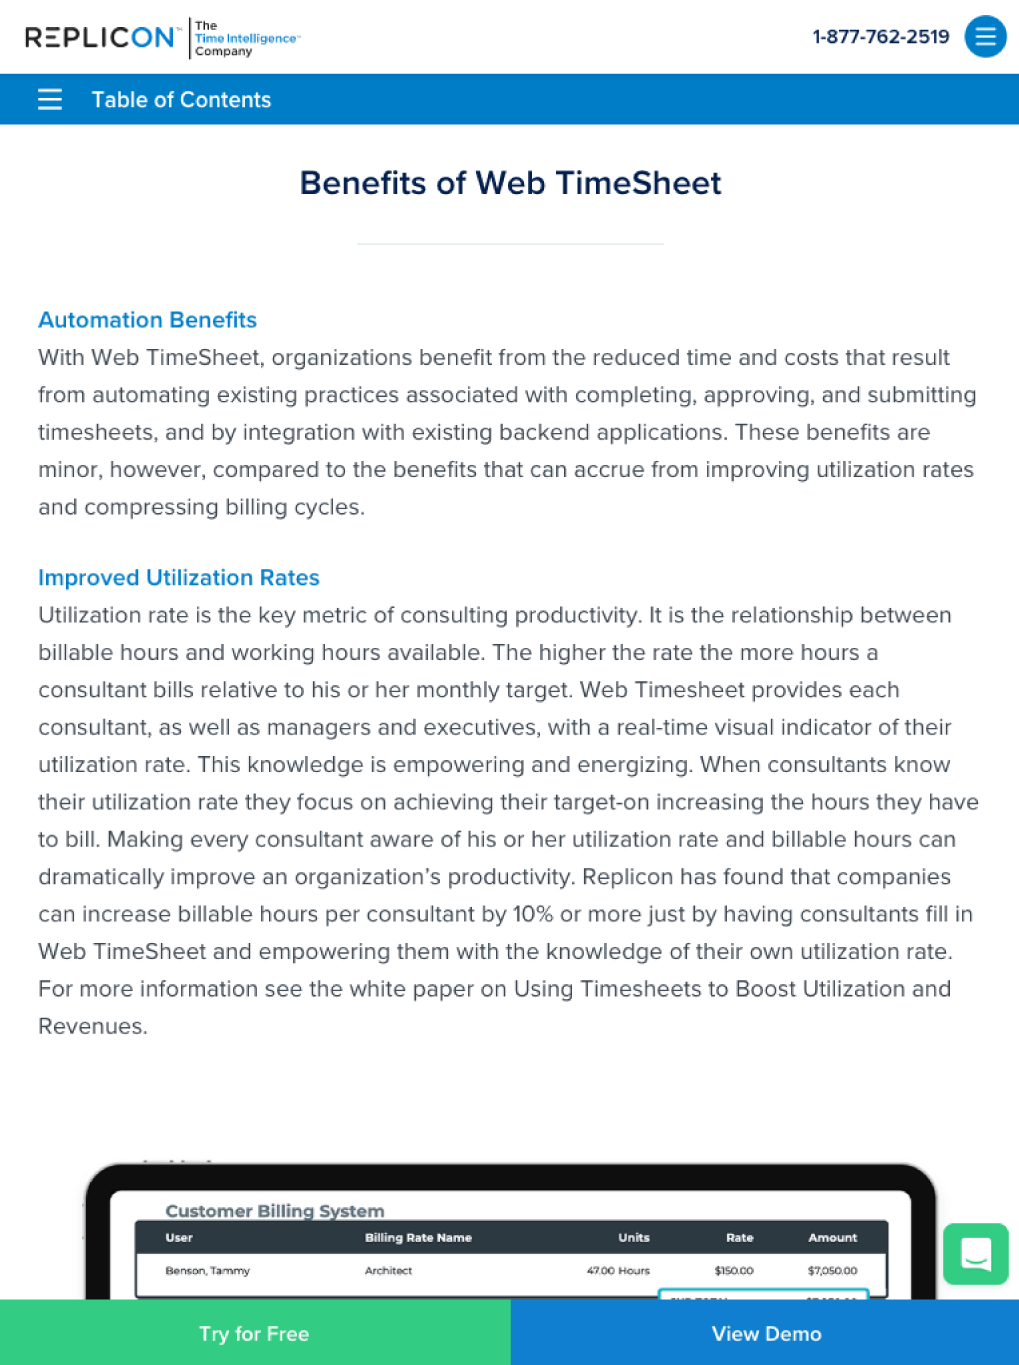 REPLICON™ The
Time Intelligence™
Company
1-877-762-2519
Table of Contents
Benefits of Web TimeSheet
Automation Benefits
With Web TimeSheet, organizations benefit from the reduced time and costs that result
from automating existing practices associated with completing, approving, and submitting
timesheets, and by integration with existing backend applications. These benefits are
minor, however, compared to the benefits that can accrue from improving utilization rates
and compressing billing cycles.
Improved Utilization Rates
Utilization rate is the key metric of consulting productivity. It is the relationship between
billable hours and working hours available. The higher the rate the more hours a
consultant bills relative to his or her monthly target. Web Timesheet provides each
consultant, as well as managers and executives, with a real-time visual indicator of their
utilization rate. This knowledge is empowering and energizing. When consultants know
their utilization rate they focus on achieving their target-on increasing the hours they have
to bill. Making every consultant aware of his or her utilization rate and billable hours can
dramatically improve an organization’s productivity. Replicon has found that companies
can increase billable hours per consultant by 10% or more just by having consultants fill in
Web TimeSheet and empowering them with the knowledge of their own utilization rate.
For more information see the white paper on Using Timesheets to Boost Utilization and
Revenues.
Customer Billing System
User Billing Rate Name Units Rate Amount
Benson, Tammy Architect 47.00 Hours $150.00 $7,050.00
Try for Free View Demo